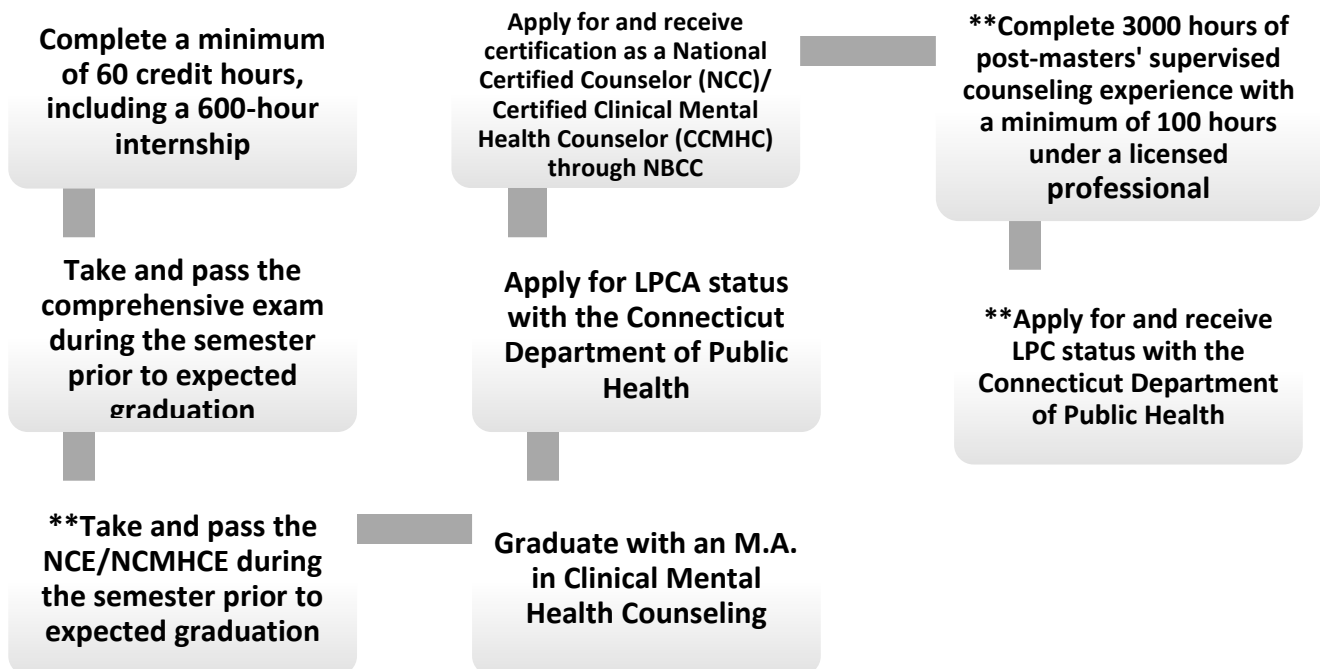 Complete a minimum
of 60 credit hours,
including a 600-hour
internship
Take and pass the
comprehensive exam
during the semester
prior to expected
graduation
**Take and pass the
NCE/NCMHCE during
the semester prior to
expected graduation
Graduate with an M.A.
in Clinical Mental
Health Counseling
Apply for LPCA status
with the Connecticut
Department of Public
Health
Apply for and receive
certification as a National
Certified Counselor (NCC)/
Certified Clinical Mental
Health Counselor (CCMHC)
through NBCC
**Complete 3000 hours of
post-masters' supervised
counseling experience with
a minimum of 100 hours
under a licensed
professional
**Apply for and receive
LPC status with the
Connecticut Department
of Public Health